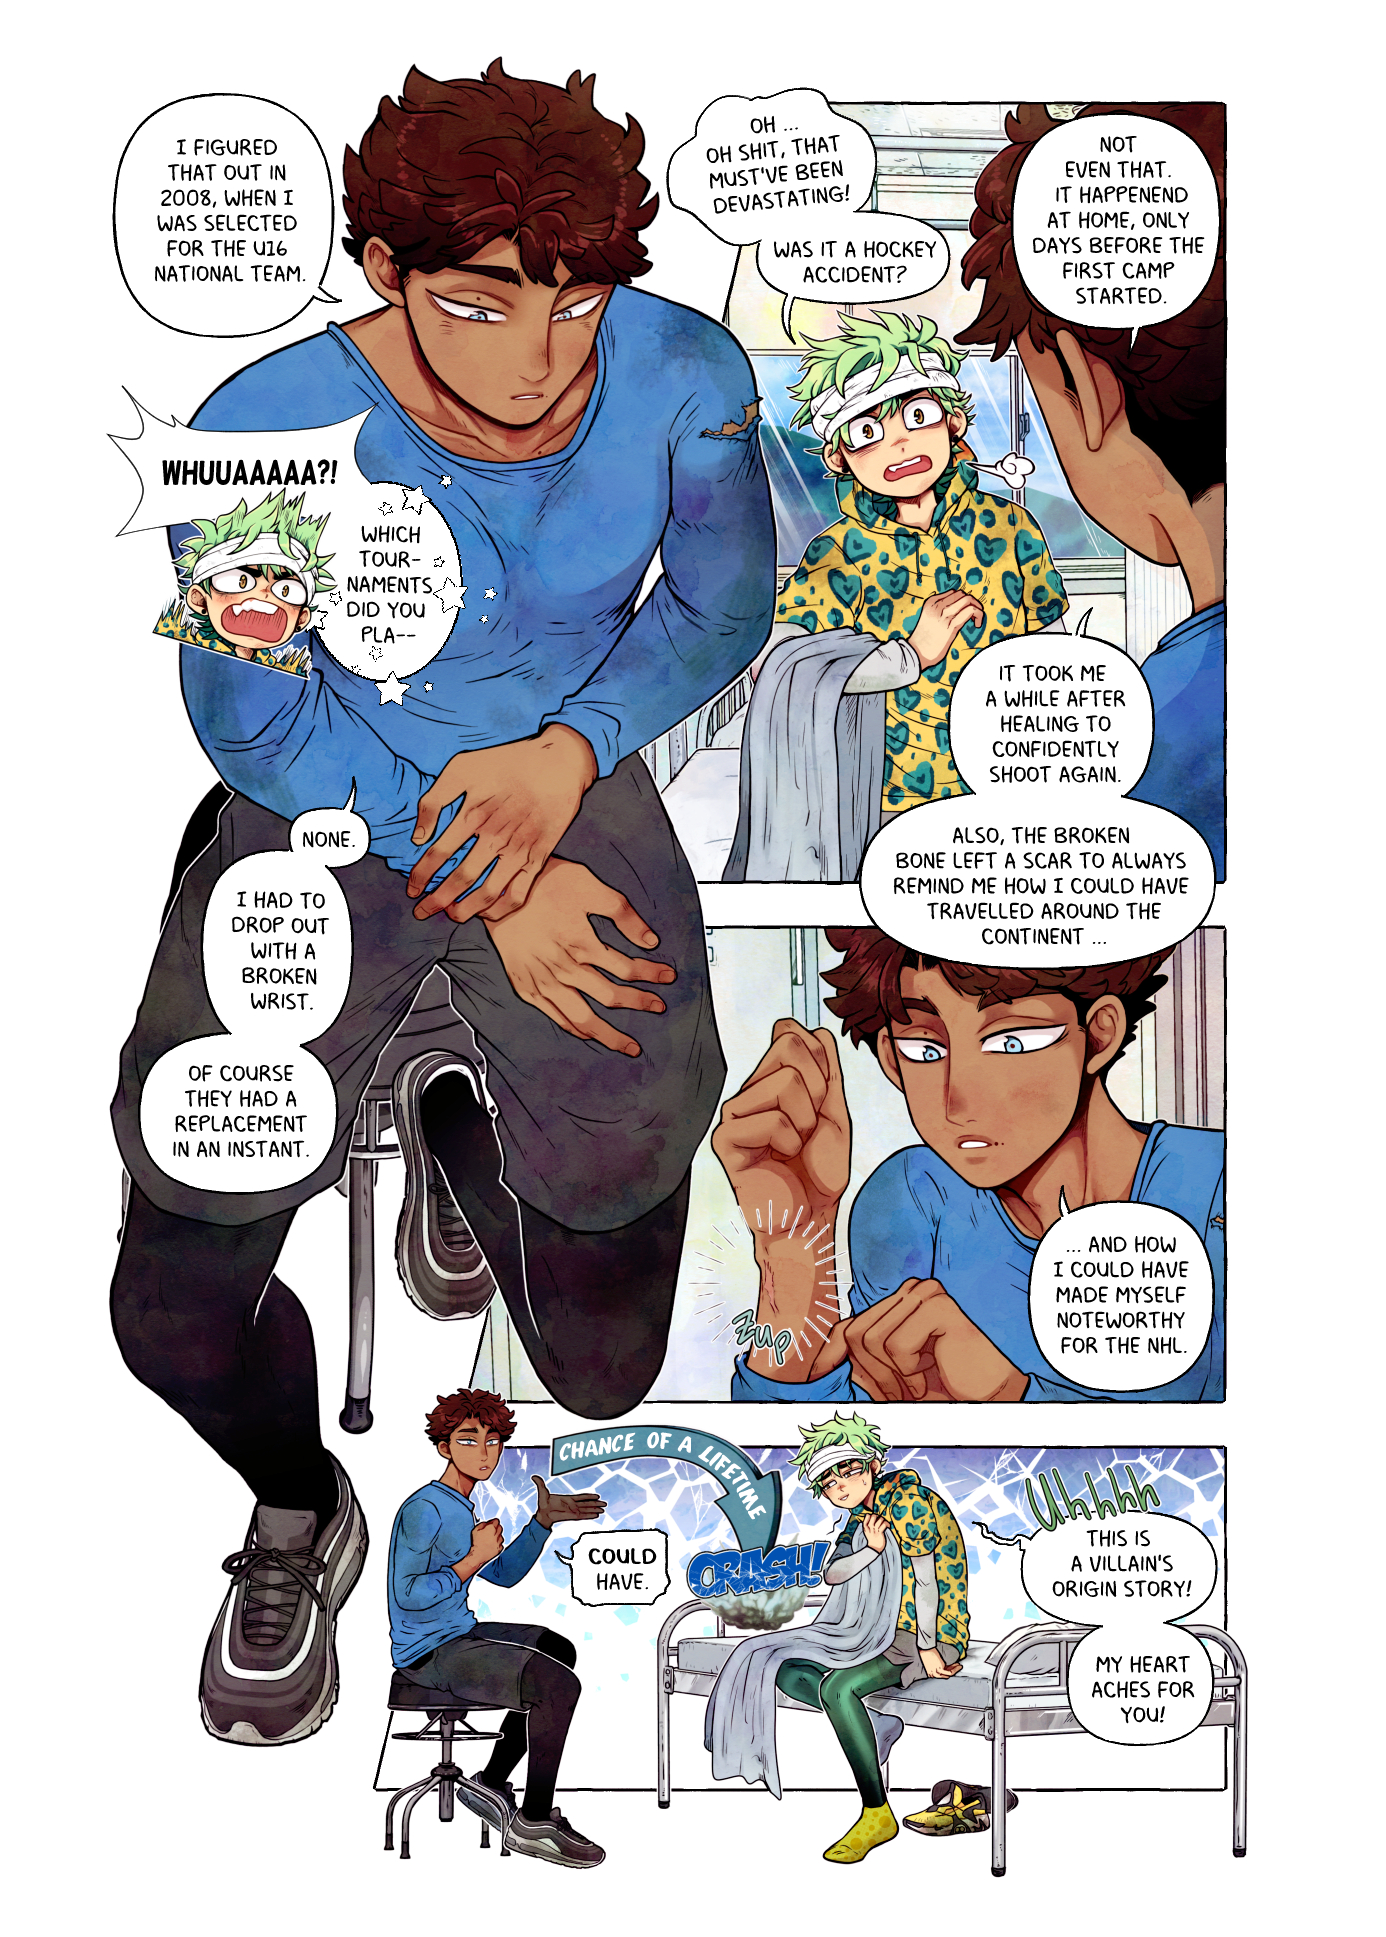 I FIGURED
THAT OUT IN
2008, WHEN I
WAS SELECTED
FOR THE U16
NATIONAL TEAM.
WHUUAAAAA?!
WHICH
TOUR-
NAMENTS
DID YOU
PLA--
NONE.
I HAD TO
DROP OUT
WITH A
BROKEN
WRIST.
OF COURSE
THEY HAD A
REPLACEMENT
IN AN INSTANT.
OH ...
OH SHIT, THAT
MUST'VE BEEN
DEVASTATING!
WAS IT A HOCKEY
ACCIDENT?
NOT
EVEN THAT.
IT HAPPENEND
AT HOME, ONLY
DAYS BEFORE THE
FIRST CAMP
STARTED.
IT TOOK ME
A WHILE AFTER
HEALING TO
CONFIDENTLY
SHOOT AGAIN.
ALSO, THE BROKEN
BONE LEFT A SCAR TO ALWAYS
REMIND ME HOW I COULD HAVE
TRAVELLED AROUND THE
CONTINENT ...
ZUP
... AND HOW
I COULD HAVE
MADE MYSELF
NOTEWORTHY
FOR THE NHL.
CHANCE OF A LIFETIME
CRASH!
COULD
HAVE.
Uhhhh
THIS IS
A VILLAIN'S
ORIGIN STORY!
MY HEART
ACHES FOR
YOU!